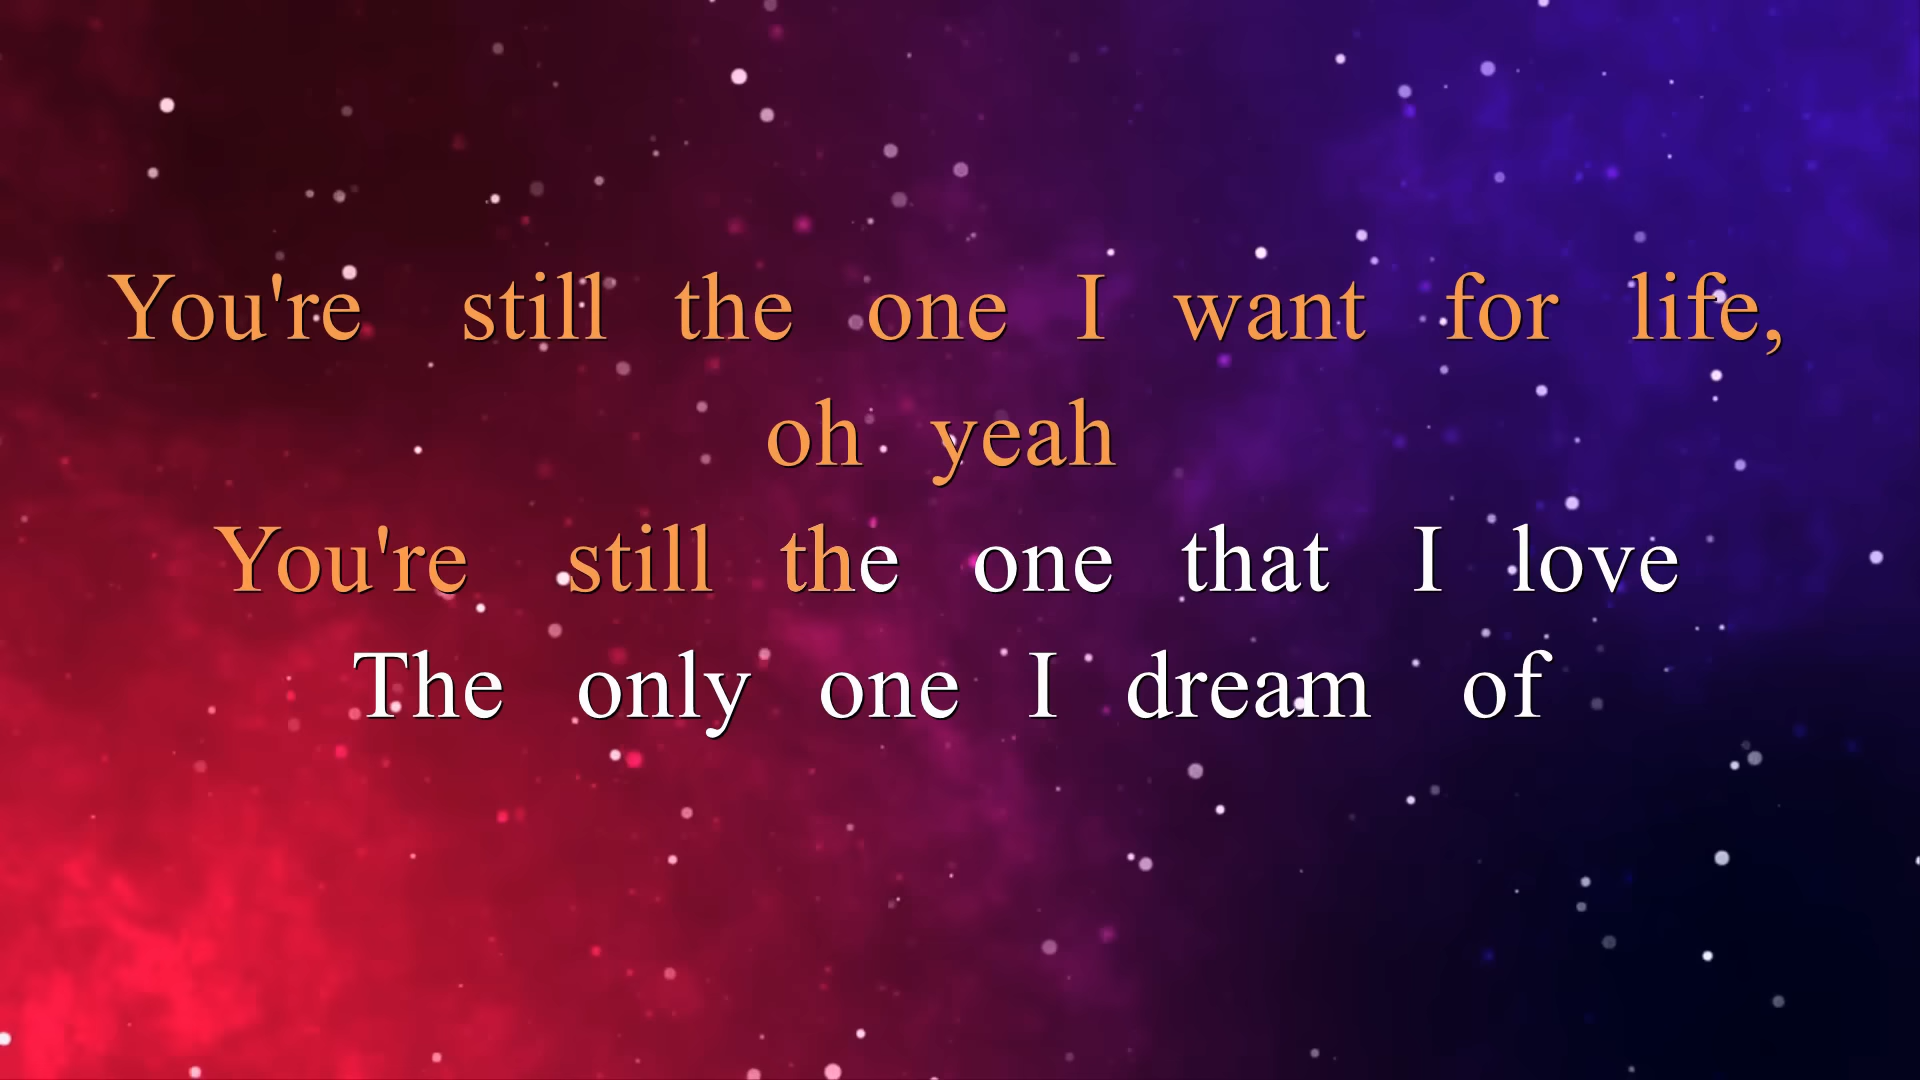 You're still the one I want for life,
oh yeah
You're still the one that I love
The only one I dream of